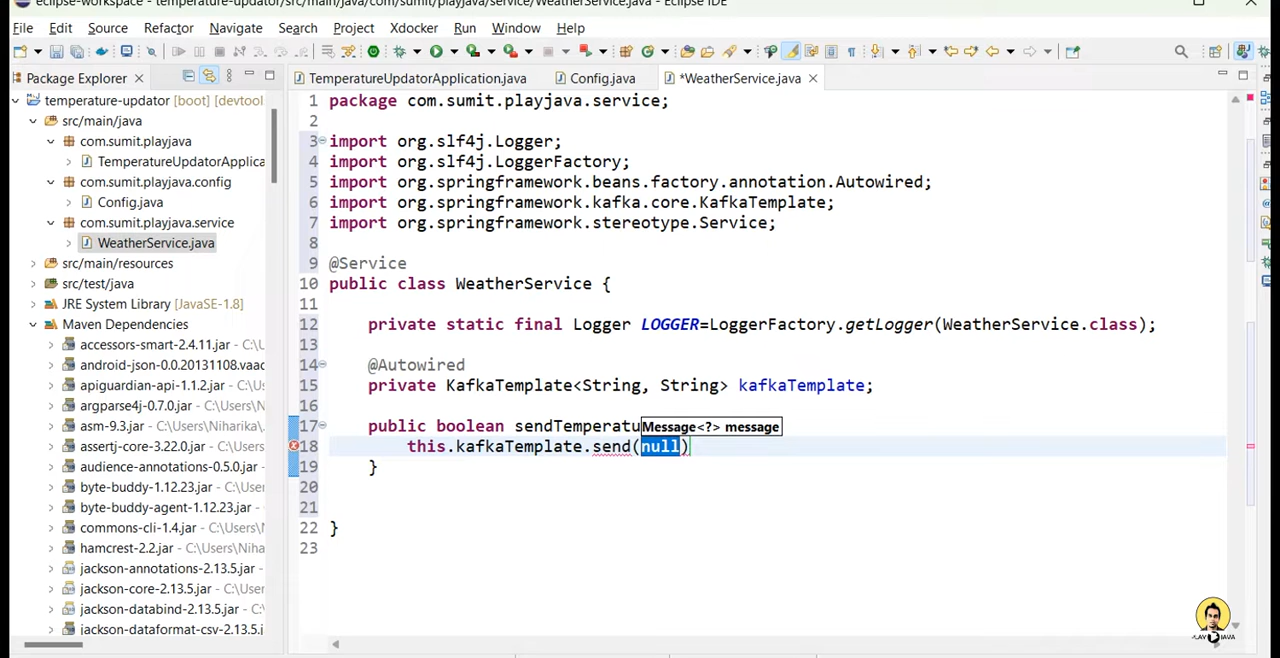 eclipse-workspace - temperature-updator/src/main/java/com/sumit/playjava/service/WeatherService.java - Eclipse IDE
File Edit Source Refactor Navigate Search Project Xdocker Run Window Help
Package Explorer
TemperatureUpdatorApplication.java
Config.java
*WeatherService.java
temperature-updator [boot] [devtool
src/main/java
com.sumit.playjava
TemperatureUpdatorApplica
com.sumit.playjava.config
Config.java
com.sumit.playjava.service
WeatherService.java
src/main/resources
src/test/java
JRE System Library [JavaSE-1.8]
Maven Dependencies
accessors-smart-2.4.11.jar - C:\U
android-json-0.0.20131108.vaac
apiguardian-api-1.1.2.jar - C:\Us
argparse4j-0.7.0.jar - C:\Users\N
asm-9.3.jar - C:\Users\Niharika\
assertj-core-3.22.0.jar - C:\Users
audience-annotations-0.5.0.jar -
byte-buddy-1.12.23.jar - C:\User
byte-buddy-agent-1.12.23.jar -
commons-cli-1.4.jar - C:\Users\N
hamcrest-2.2.jar - C:\Users\Niha
jackson-annotations-2.13.5.jar -
jackson-core-2.13.5.jar - C:\User
jackson-databind-2.13.5.jar - C:
jackson-dataformat-csv-2.13.5.j
1 package com.sumit.playjava.service;
2
3 import org.slf4j.Logger;
4 import org.slf4j.LoggerFactory;
5 import org.springframework.beans.factory.annotation.Autowired;
6 import org.springframework.kafka.core.KafkaTemplate;
7 import org.springframework.stereotype.Service;
8
9 @Service
10 public class WeatherService {
11
12 private static final Logger LOGGER=LoggerFactory.getLogger(WeatherService.class);
13
14 @Autowired
15 private KafkaTemplate<String, String> kafkaTemplate;
16
17 public boolean sendTemperatu
Message<?> message
18 this.kafkaTemplate.send(null)
19 }
20
21
22 }
23
PLAY JAVA